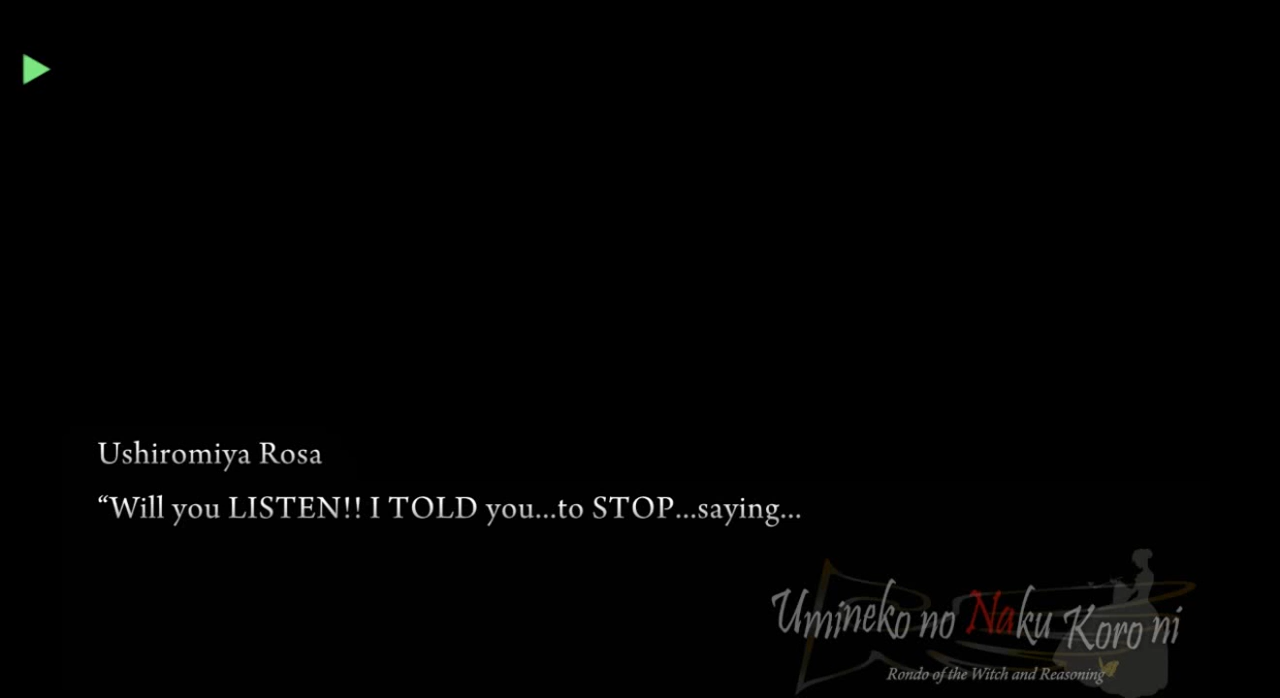 Ushiromiya Rosa
“Will you LISTEN!! I TOLD you...to STOP...saying...
Umineko no Naku Koro ni
Rondo of the Witch and Reasoning